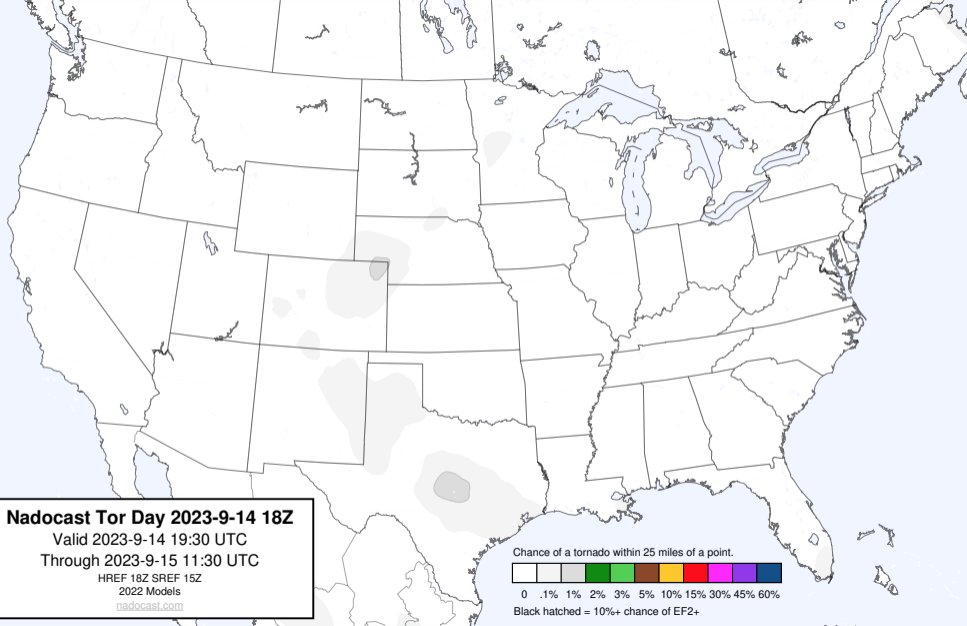 Nadocast Tor Day 2023-9-14 18Z
Valid 2023-9-14 19:30 UTC
Through 2023-9-15 11:30 UTC
HREF 18Z SREF 15Z
2022 Models
nadocast.com
Chance of a tornado within 25 miles of a point.
0 .1% 1% 2% 3% 5% 10% 15% 30% 45% 60%
Black hatched = 10%+ chance of EF2+